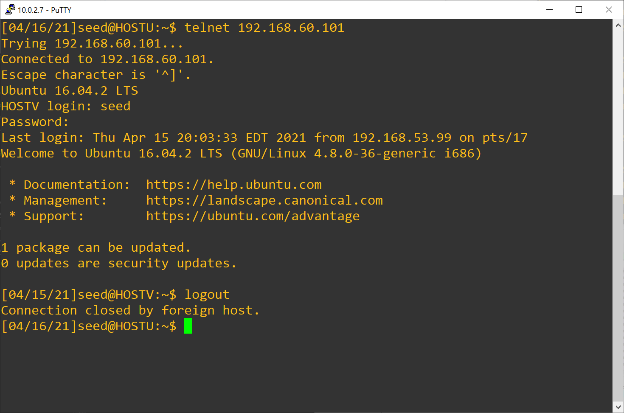 10.0.2.7 - PuTTY
[04/16/21]seed@HOSTU:~$ telnet 192.168.60.101
Trying 192.168.60.101...
Connected to 192.168.60.101.
Escape character is '^]'.
Ubuntu 16.04.2 LTS
HOSTV login: seed
Password:
Last login: Thu Apr 15 20:03:33 EDT 2021 from 192.168.53.99 on pts/17
Welcome to Ubuntu 16.04.2 LTS (GNU/Linux 4.8.0-36-generic i686)
* Documentation:  https://help.ubuntu.com
* Management:     https://landscape.canonical.com
* Support:        https://ubuntu.com/advantage
1 package can be updated.
0 updates are security updates.
[04/15/21]seed@HOSTV:~$ logout
Connection closed by foreign host.
[04/16/21]seed@HOSTU:~$